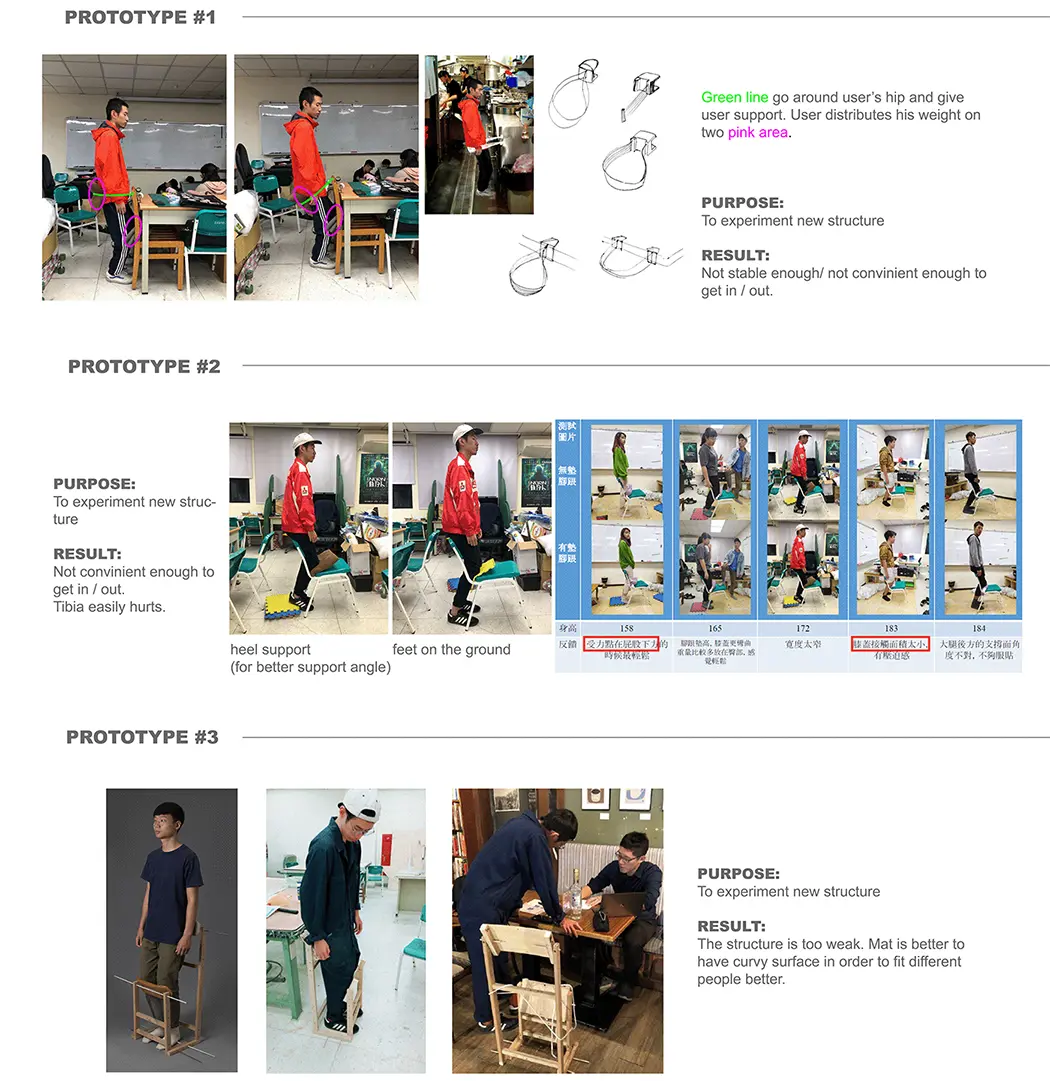 PROTOTYPE #1
Green line go around user's hip and give
user support. User distributes his weight on
two pink area.
PURPOSE:
To experiment new structure
RESULT:
Not stable enough/ not convinient enough to
get in / out.
PROTOTYPE #2
PURPOSE:
To experiment new struc-
ture
RESULT:
Not convinient enough to
get in / out.
Tibia easily hurts.
heel support
(for better support angle)
feet on the ground
測試
圖片
無墊
腳跟
有墊
腳跟
身高
158
165
172
183
184
反饋
受力點在屁股下方的
時候最輕鬆
腳跟墊高, 膝蓋更彎曲
重量比較多放在臀部, 感
覺輕鬆
寬度太窄
膝蓋接觸面積太小,
有壓迫感
大腿後方的支撐面角
度不對, 不夠服貼
PROTOTYPE #3
PURPOSE:
To experiment new structure
RESULT:
The structure is too weak. Mat is better to
have curvy surface in order to fit different
people better.